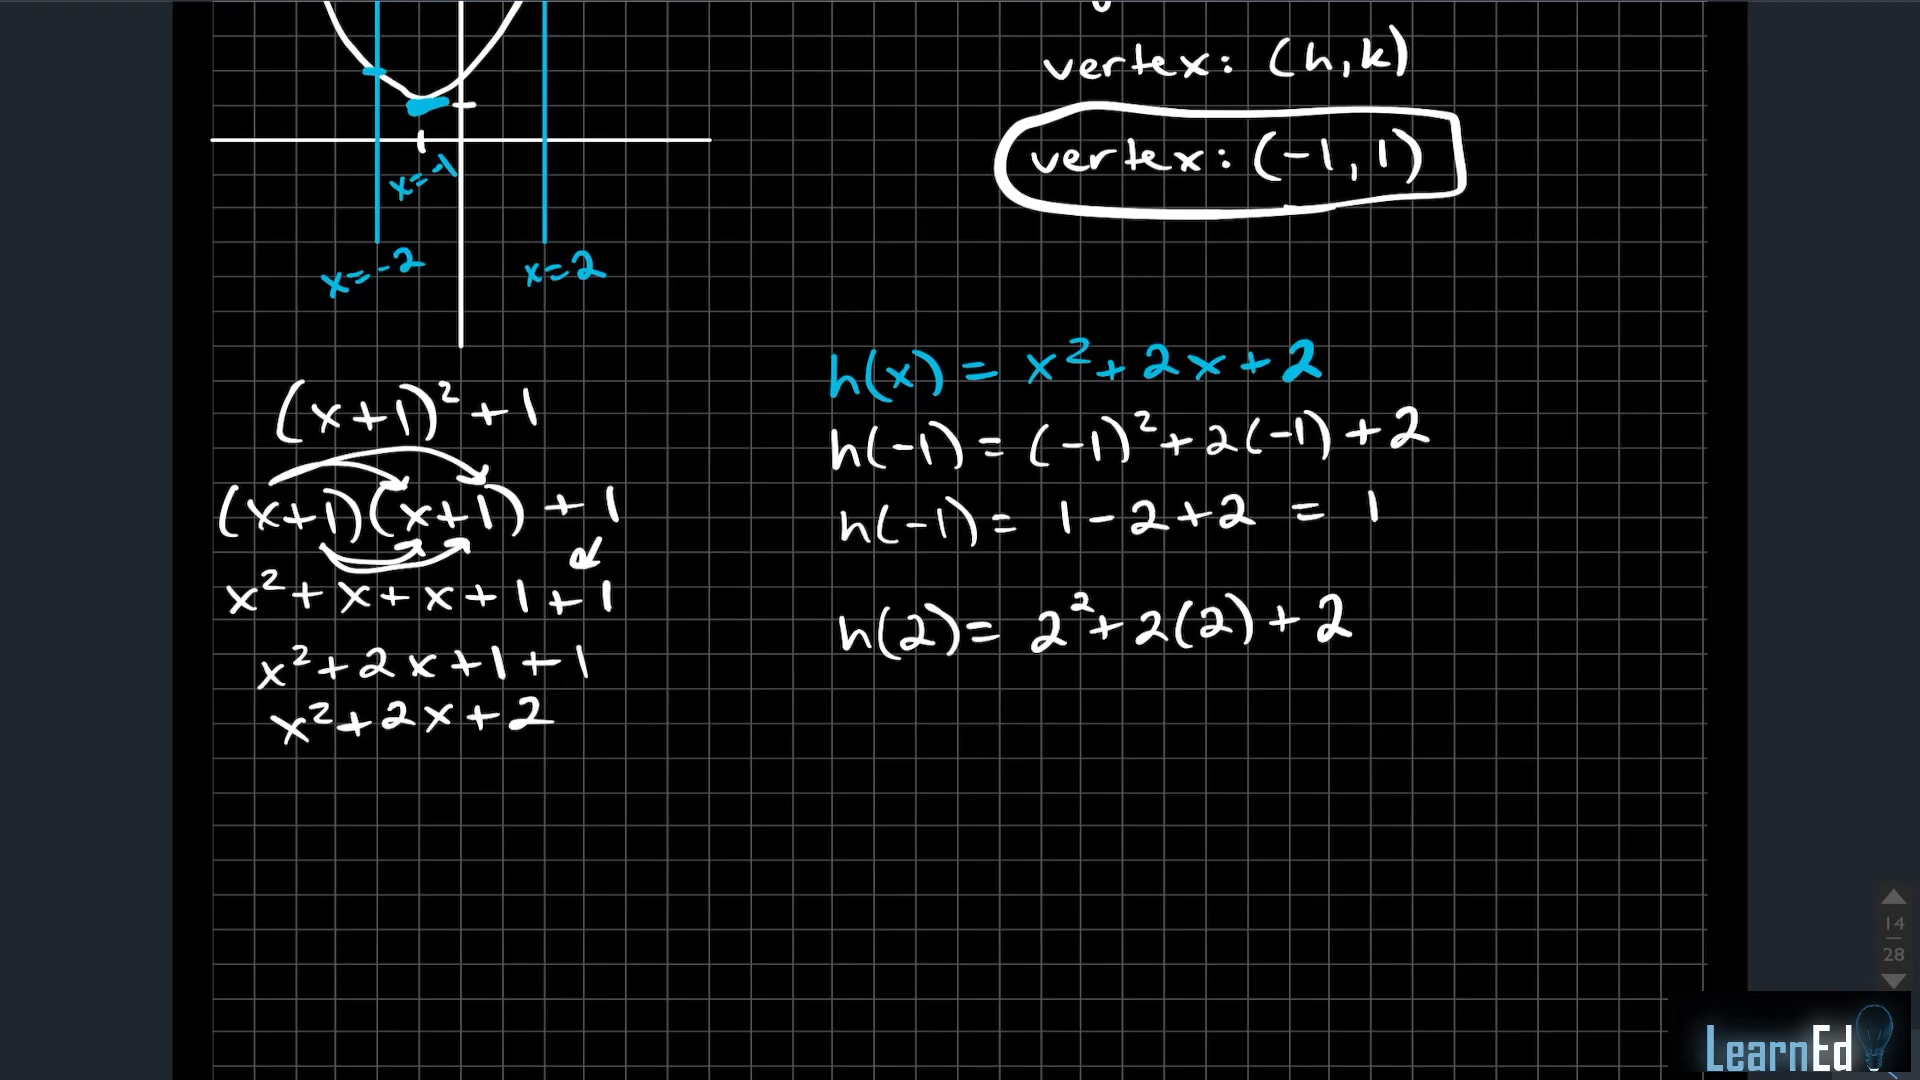 vertex: (h,k)
vertex: (-1, 1)
x=-1
x=-2
x=2
(x+1)²+1
(x+1)(x+1)+1
x²+x+x+1+1
x²+2x+1+1
x²+2x+2
h(x) = x²+2x+2
h(-1) = (-1)²+2(-1)+2
h(-1) = 1-2+2 = 1
h(2) = 2²+2(2)+2
14
28
LearnEd